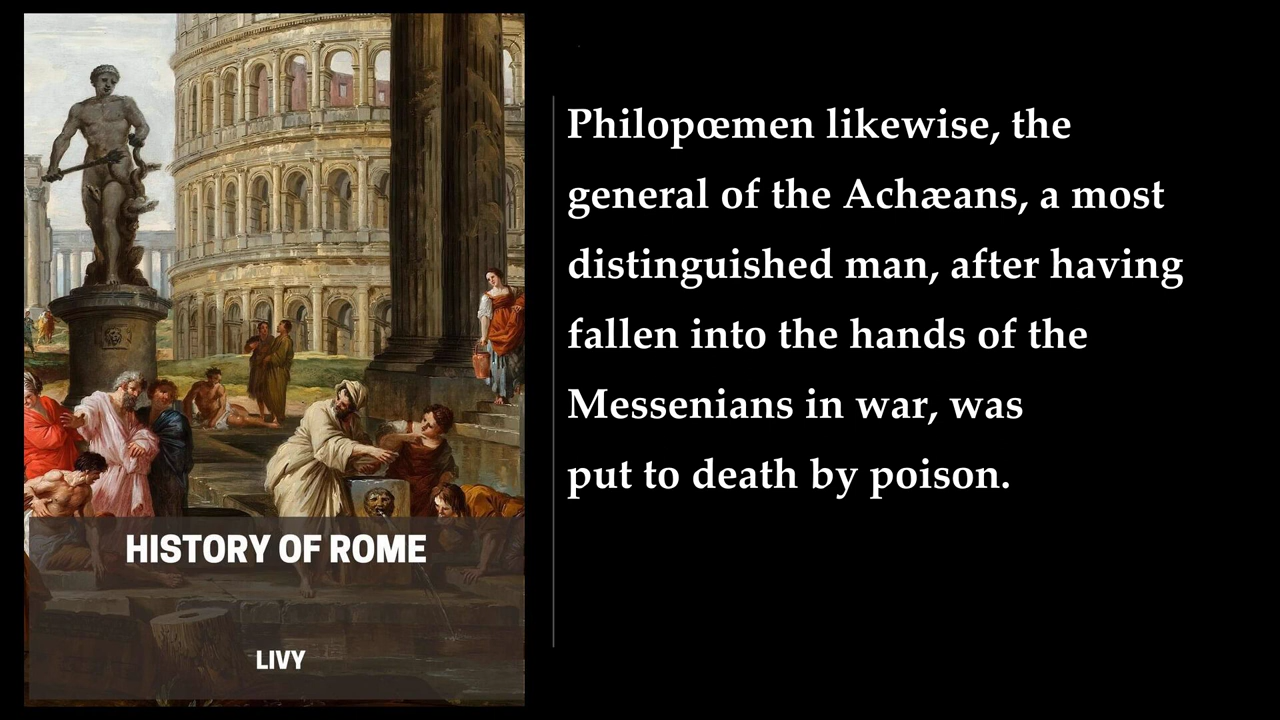 HISTORY OF ROME
LIVY
Philopœmen likewise, the
general of the Achæans, a most
distinguished man, after having
fallen into the hands of the
Messenians in war, was
put to death by poison.